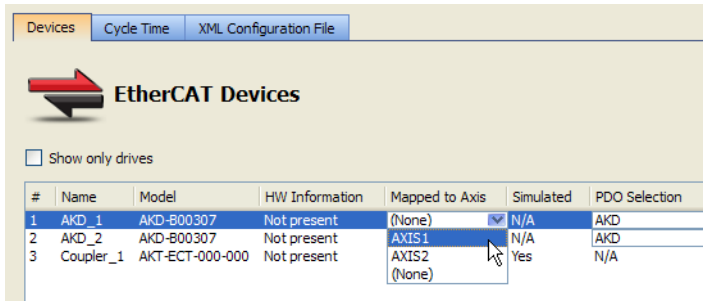 Devices Cycle Time XML Configuration File
EtherCAT Devices
Show only drives
# Name Model HW Information Mapped to Axis Simulated PDO Selection
1 AKD_1 AKD-B00307 Not present (None) N/A AKD
2 AKD_2 AKD-B00307 Not present AXIS1 N/A AKD
3 Coupler_1 AKT-ECT-000-000 Not present AXIS2 Yes N/A
(None)